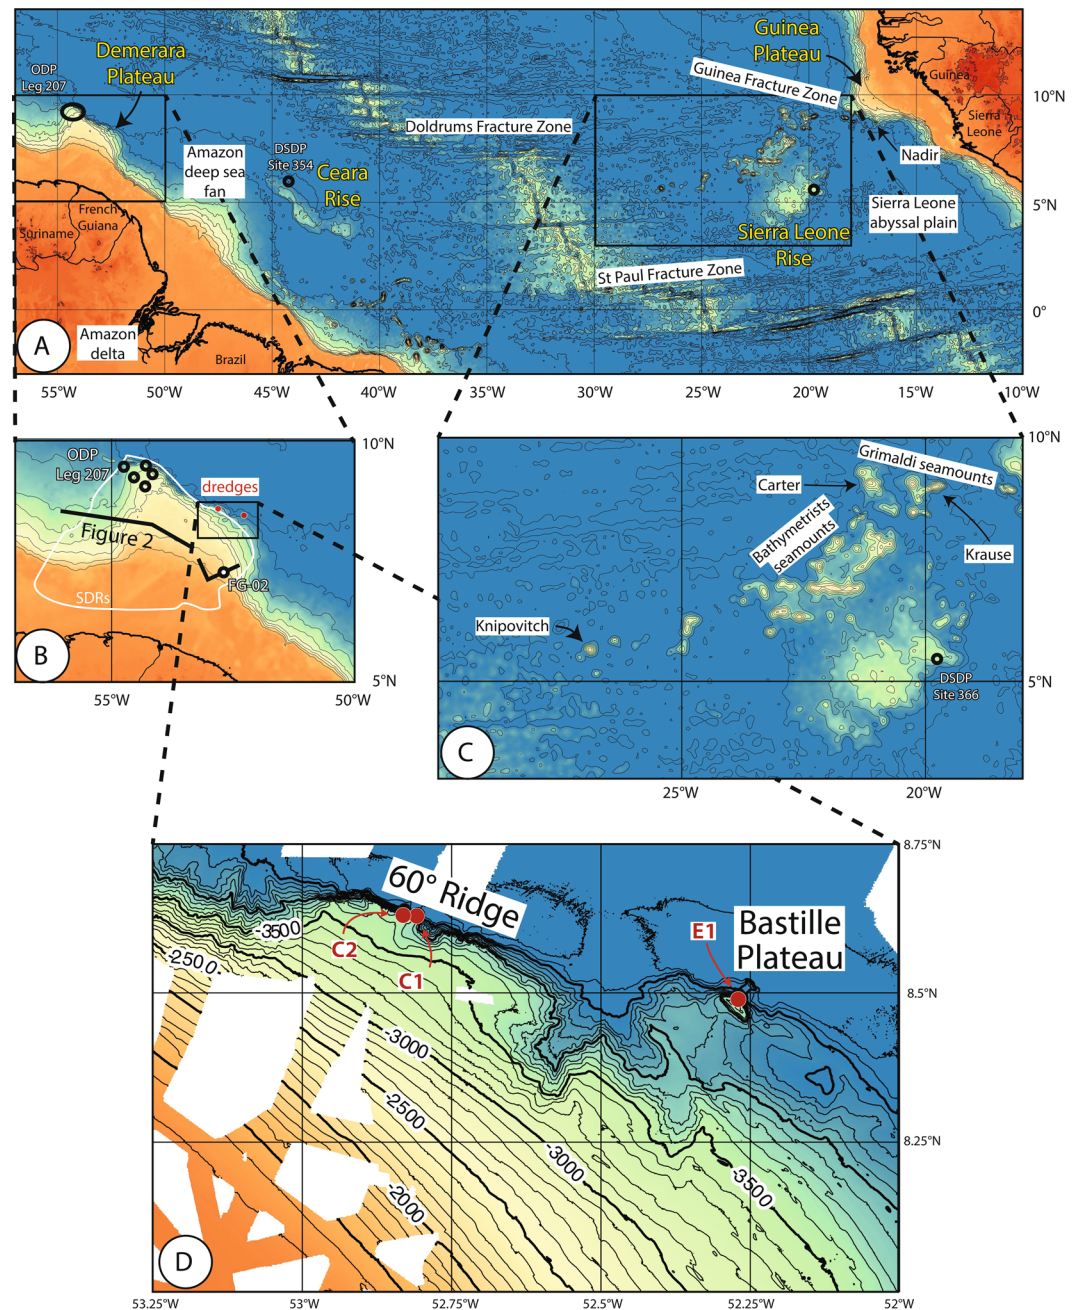 Demerara
Plateau
ODP
Leg 207
Guinea
Plateau
Guinea Fracture Zone
Guinea
Sierra
Leone
10°N
Doldrums Fracture Zone
Amazon
deep sea
fan
DSDP
Site 354
Ceara
Rise
Nadir
Sierra Leone
abyssal plain
5°N
French
Guiana
Suriname
Sierra Leone
Rise
St Paul Fracture Zone
0°
A
Amazon
delta
Brazil
55°W
50°W
45°W
40°W
35°W
30°W
25°W
20°W
15°W
10°W
10°N
ODP
Leg 207
dredges
Figure 2
FG-02
SDRs
B
5°N
55°W
50°W
10°N
Grimaldi seamounts
Carter
Bathymetrists
seamounts
Krause
Knipovitch
DSDP
Site 366
5°N
C
25°W
20°W
8.75°N
60° Ridge
-3500
C2
C1
E1
Bastille
Plateau
-2500
8.5°N
-3000
-2500
8.25°N
-3000
-3500
-2000
D
53.25°W
53°W
52.75°W
52.5°W
52.25°W
52°W